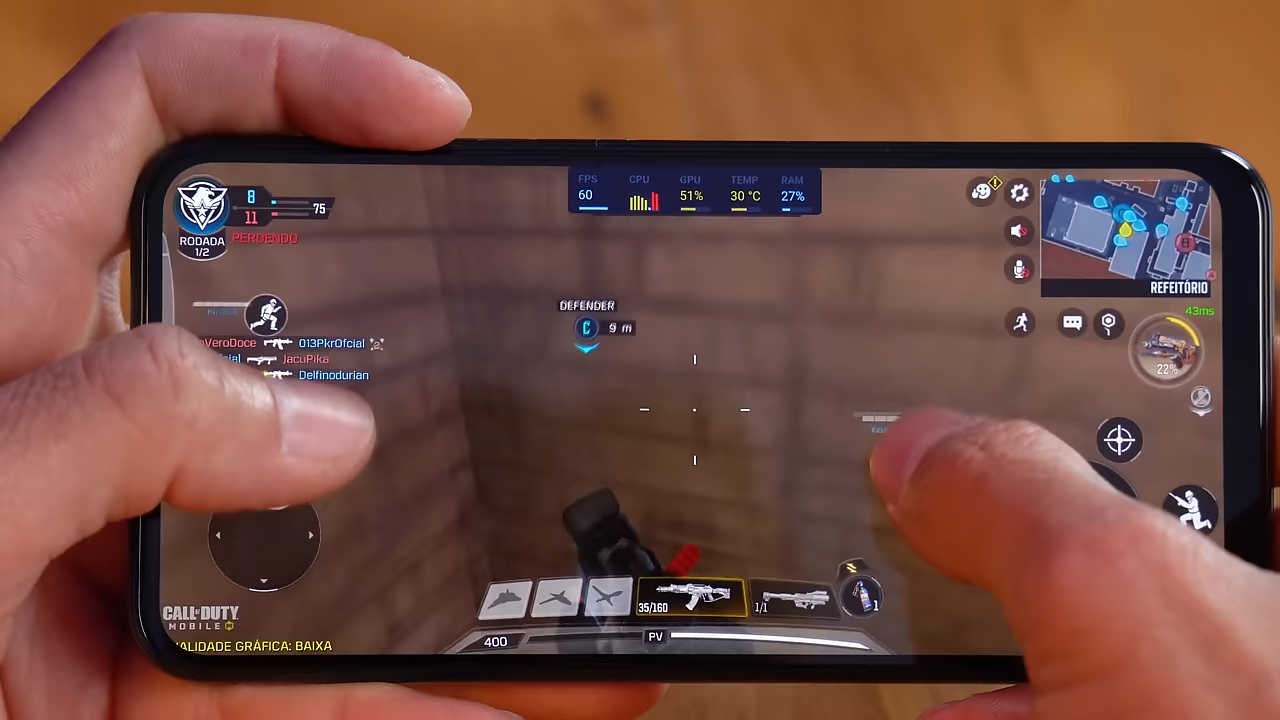 FPS CPU GPU TEMP RAM
60 51% 30 °C 27%
8
11
75
RODADA
1/2
PERDENDO
B
A
REFEITÓRIO
43ms
DEFENDER
C 9 m
VeroDoce 013PkrOfcial
cial JacuPika
Delfinodurian
22%
35/160
1/1
1
400 PV
CALL OF DUTY
MOBILE
ALIDADE GRÁFICA: BAIXA